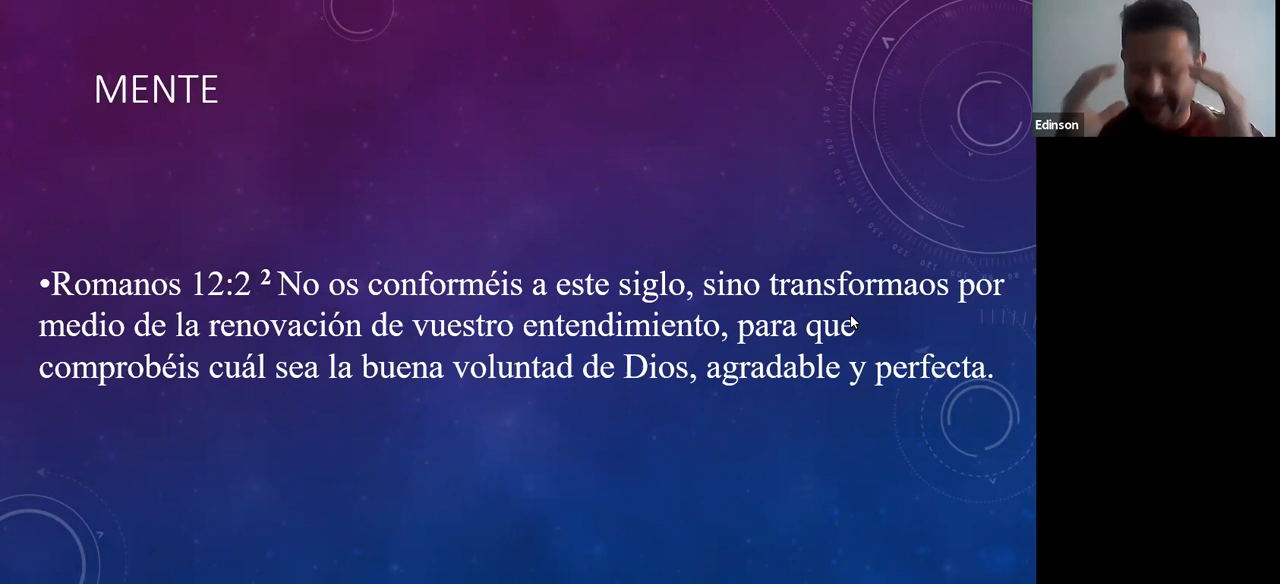 MENTE
•Romanos 12:2 ² No os conforméis a este siglo, sino transformaos por
medio de la renovación de vuestro entendimiento, para que
comprobéis cuál sea la buena voluntad de Dios, agradable y perfecta.
Edinson